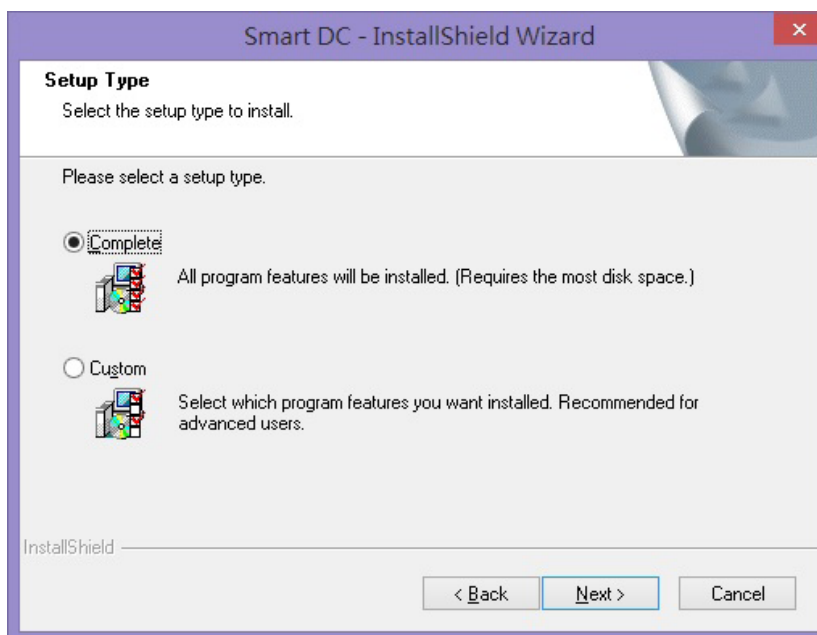 Smart DC - InstallShield Wizard
Setup Type
Select the setup type to install.
Please select a setup type.
Complete
All program features will be installed. (Requires the most disk space.)
Custom
Select which program features you want installed. Recommended for
advanced users.
InstallShield
< Back
Next >
Cancel